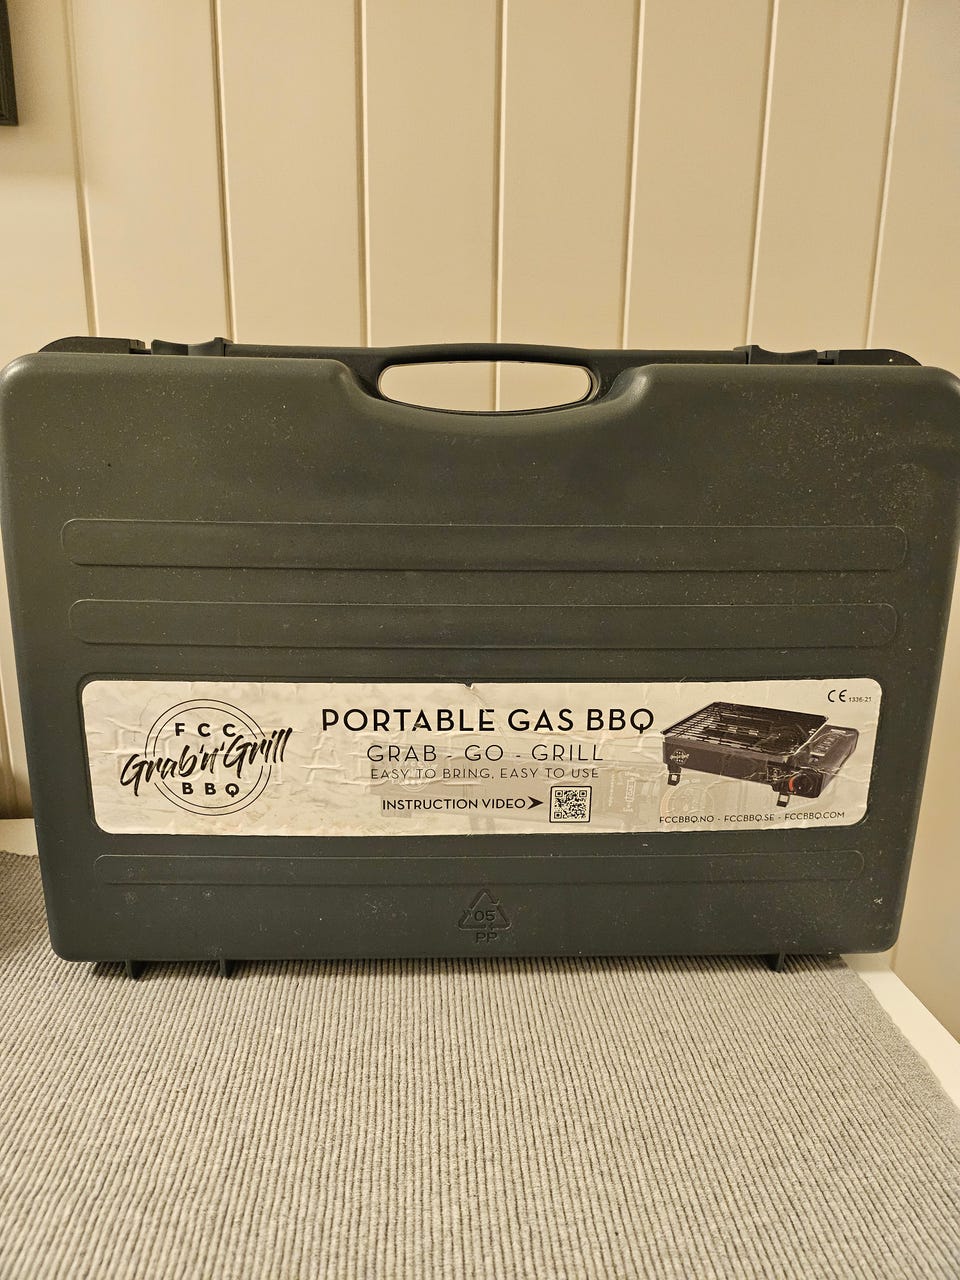 FCC
Grab'n'Grill
BBQ
PORTABLE GAS BBQ
GRAB - GO - GRILL
EASY TO BRING, EASY TO USE
INSTRUCTION VIDEO
CE 1336-21
FCCBBQ.NO - FCCBBQ.SE - FCCBBQ.COM
05
PP